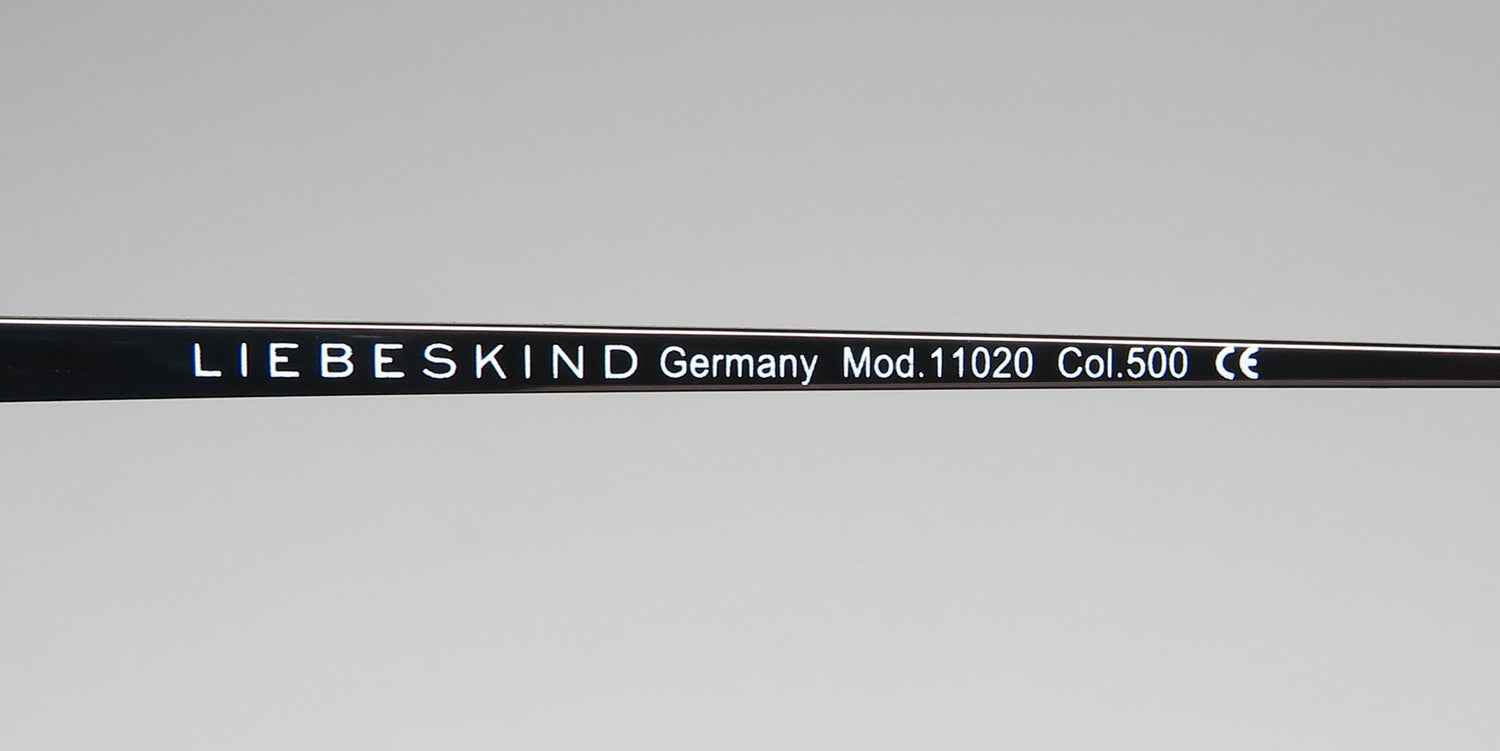 LIEBESKIND Germany Mod.11020 Col.500 CE